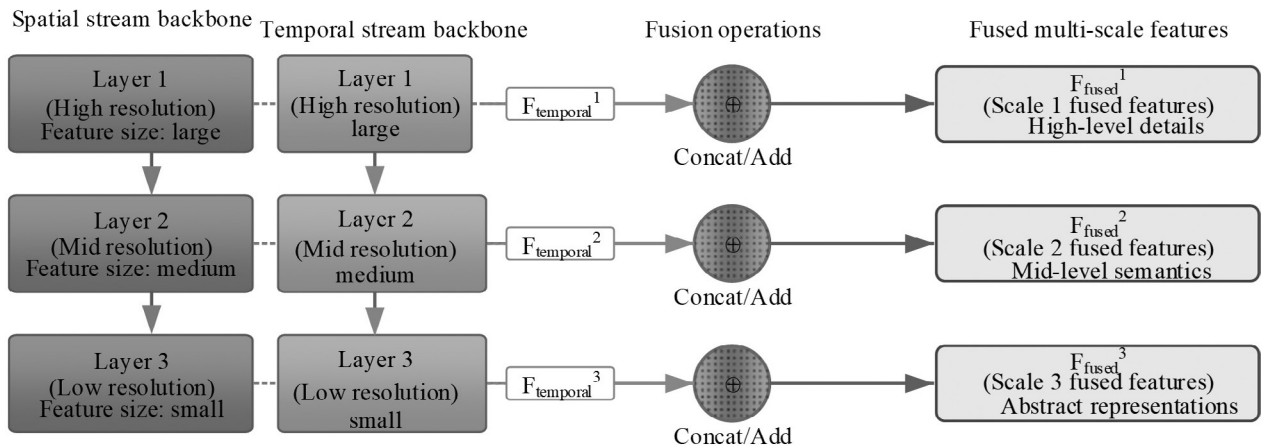 Spatial stream backbone
Temporal stream backbone
Fusion operations
Fused multi-scale features
Layer 1
(High resolution)
Feature size: large
Layer 1
(High resolution)
large
F_temporal^1
⊕
Concat/Add
F_fused^1
(Scale 1 fused features)
High-level details
Layer 2
(Mid resolution)
Feature size: medium
Layer 2
(Mid resolution)
medium
F_temporal^2
⊕
Concat/Add
F_fused^2
(Scale 2 fused features)
Mid-level semantics
Layer 3
(Low resolution)
Feature size: small
Layer 3
(Low resolution)
small
F_temporal^3
⊕
Concat/Add
F_fused^3
(Scale 3 fused features)
Abstract representations